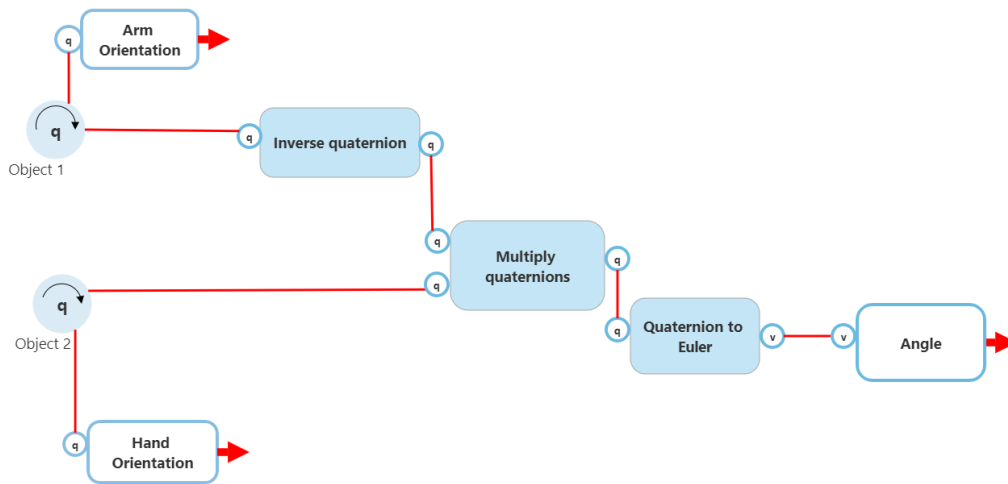 q
Arm
Orientation
q
Object 1
q
Inverse quaternion
q
q
Multiply
quaternions
q
q
q
Object 2
q
Quaternion to
Euler
v
v
Angle
q
Hand
Orientation